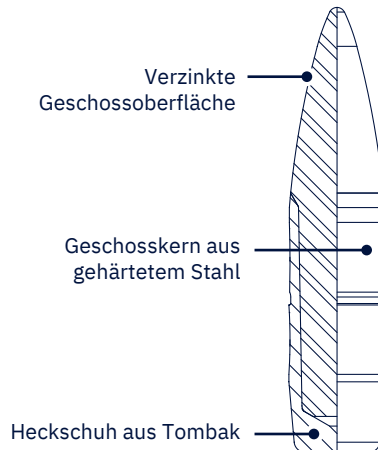 Verzinkte
Geschossoberfläche
Geschosskern aus
gehärtetem Stahl
Heckschuh aus Tombak